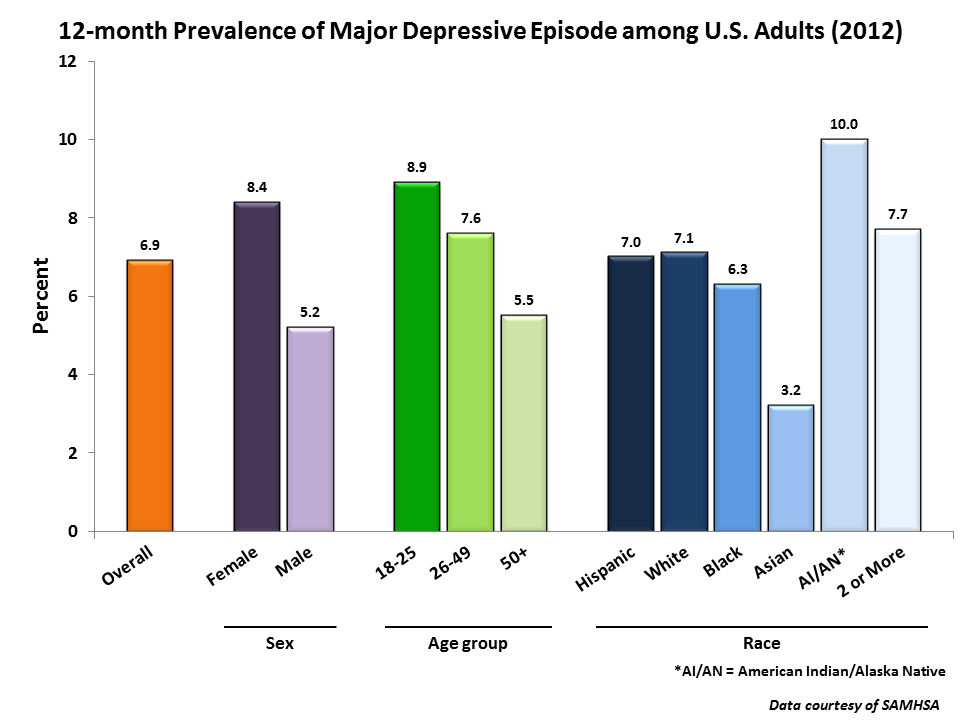 12-month Prevalence of Major Depressive Episode among U.S. Adults (2012)
Percent
12
10
8
6
4
2
0
6.9
8.4
5.2
8.9
7.6
5.5
7.0
7.1
6.3
3.2
10.0
7.7
Overall
Female
Male
18-25
26-49
50+
Hispanic
White
Black
Asian
AI/AN*
2 or More
Sex
Age group
Race
*AI/AN = American Indian/Alaska Native
Data courtesy of SAMHSA